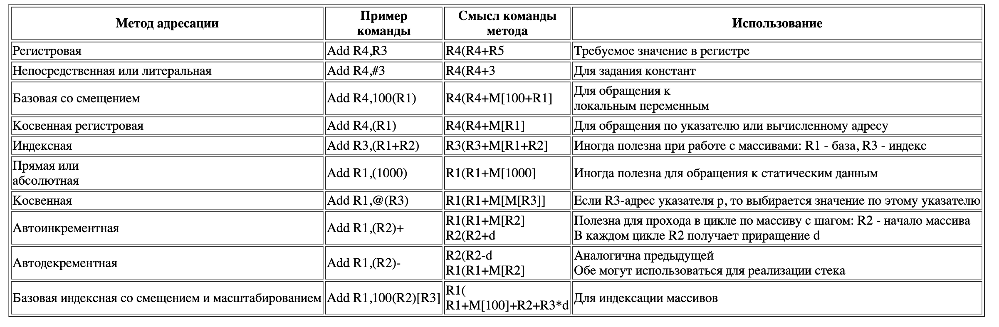 Метод адресации
Пример
команды
Смысл команды
метода
Использование
Регистровая
Add R4,R3
R4(R4+R5
Требуемое значение в регистре
Непосредственная или литеральная
Add R4,#3
R4(R4+3
Для задания констант
Базовая со смещением
Add R4,100(R1)
R4(R4+M[100+R1]
Для обращения к
локальным переменным
Косвенная регистровая
Add R4,(R1)
R4(R4+M[R1]
Для обращения по указателю или вычисленному адресу
Индексная
Add R3,(R1+R2)
R3(R3+M[R1+R2]
Иногда полезна при работе с массивами: R1 - база, R3 - индекс
Прямая или
абсолютная
Add R1,(1000)
R1(R1+M[1000]
Иногда полезна для обращения к статическим данным
Косвенная
Add R1,@(R3)
R1(R1+M[M[R3]]
Если R3-адрес указателя p, то выбирается значение по этому указателю
Автоинкрементная
Add R1,(R2)+
R1(R1+M[R2]
R2(R2+d
Полезна для прохода в цикле по массиву с шагом: R2 - начало массива
В каждом цикле R2 получает приращение d
Автодекрементная
Add R1,(R2)-
R2(R2-d
R1(R1+M[R2]
Аналогична предыдущей
Обе могут использоваться для реализации стека
Базовая индексная со смещением и масштабированием
Add R1,100(R2)[R3]
R1(
R1+M[100]+R2+R3*d
Для индексации массивов